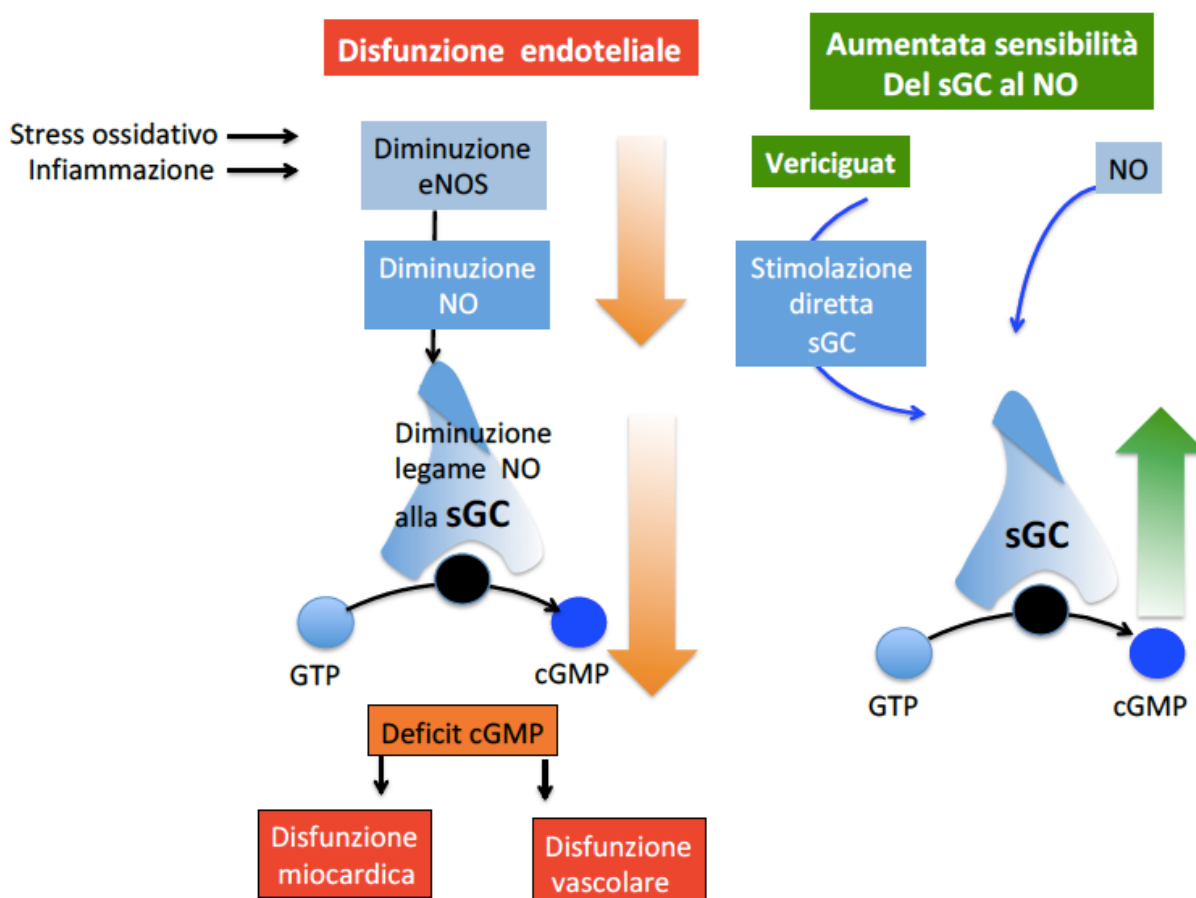 Disfunzione endoteliale
Stress ossidativo
Infiammazione
Diminuzione
eNOS
Diminuzione
NO
Diminuzione
legame NO
alla sGC
GTP
cGMP
Deficit cGMP
Disfunzione
miocardica
Disfunzione
vascolare
Aumentata sensibilità
Del sGC al NO
Vericiguat
NO
Stimolazione
diretta
sGC
sGC
GTP
cGMP